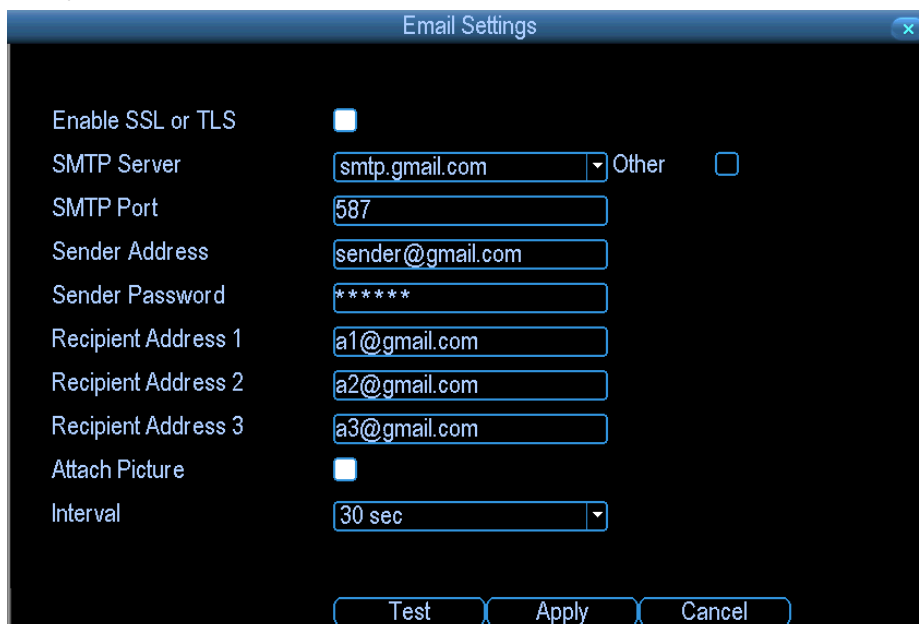 Email Settings
Enable SSL or TLS
SMTP Server smtp.gmail.com Other
SMTP Port 587
Sender Address sender@gmail.com
Sender Password ******
Recipient Address 1 a1@gmail.com
Recipient Address 2 a2@gmail.com
Recipient Address 3 a3@gmail.com
Attach Picture
Interval 30 sec
Test Apply Cancel